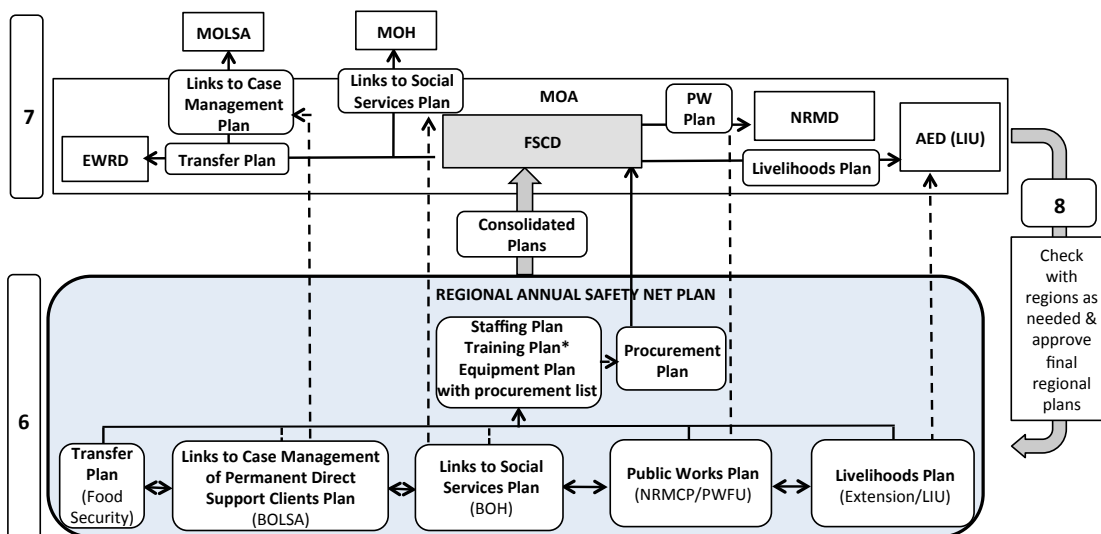 MOLSA
MOH
7
Links to Case
Management
Plan
Links to Social
Services Plan
MOA
PW
Plan
NRMD
AED (LIU)
FSCD
EWRD
Transfer Plan
Livelihoods Plan
8
Consolidated
Plans
Check
with
regions as
needed &
approve
final
regional
plans
6
REGIONAL ANNUAL SAFETY NET PLAN
Staffing Plan
Training Plan*
Equipment Plan
with procurement list
Procurement
Plan
Transfer
Plan
(Food
Security)
Links to Case Management
of Permanent Direct
Support Clients Plan
(BOLSA)
Links to Social
Services Plan
(BOH)
Public Works Plan
(NRMCP/PWFU)
Livelihoods Plan
(Extension/LIU)